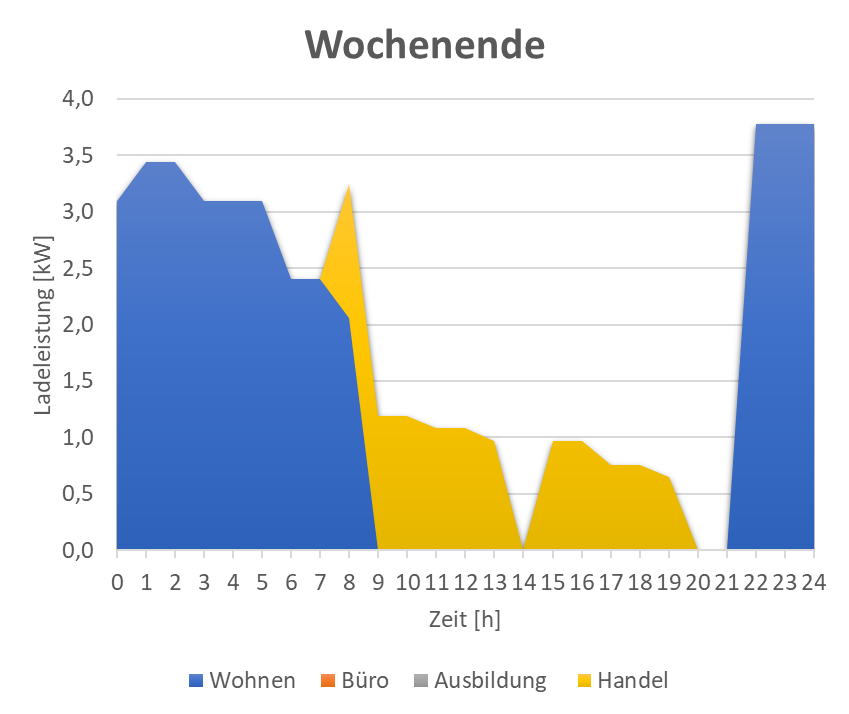 Wochenende
4,0
3,5
3,0
2,5
2,0
1,5
1,0
0,5
0,0
Ladeleistung [kW]
0 1 2 3 4 5 6 7 8 9 10 11 12 13 14 15 16 17 18 19 20 21 22 23 24
Zeit [h]
Wohnen Büro Ausbildung Handel